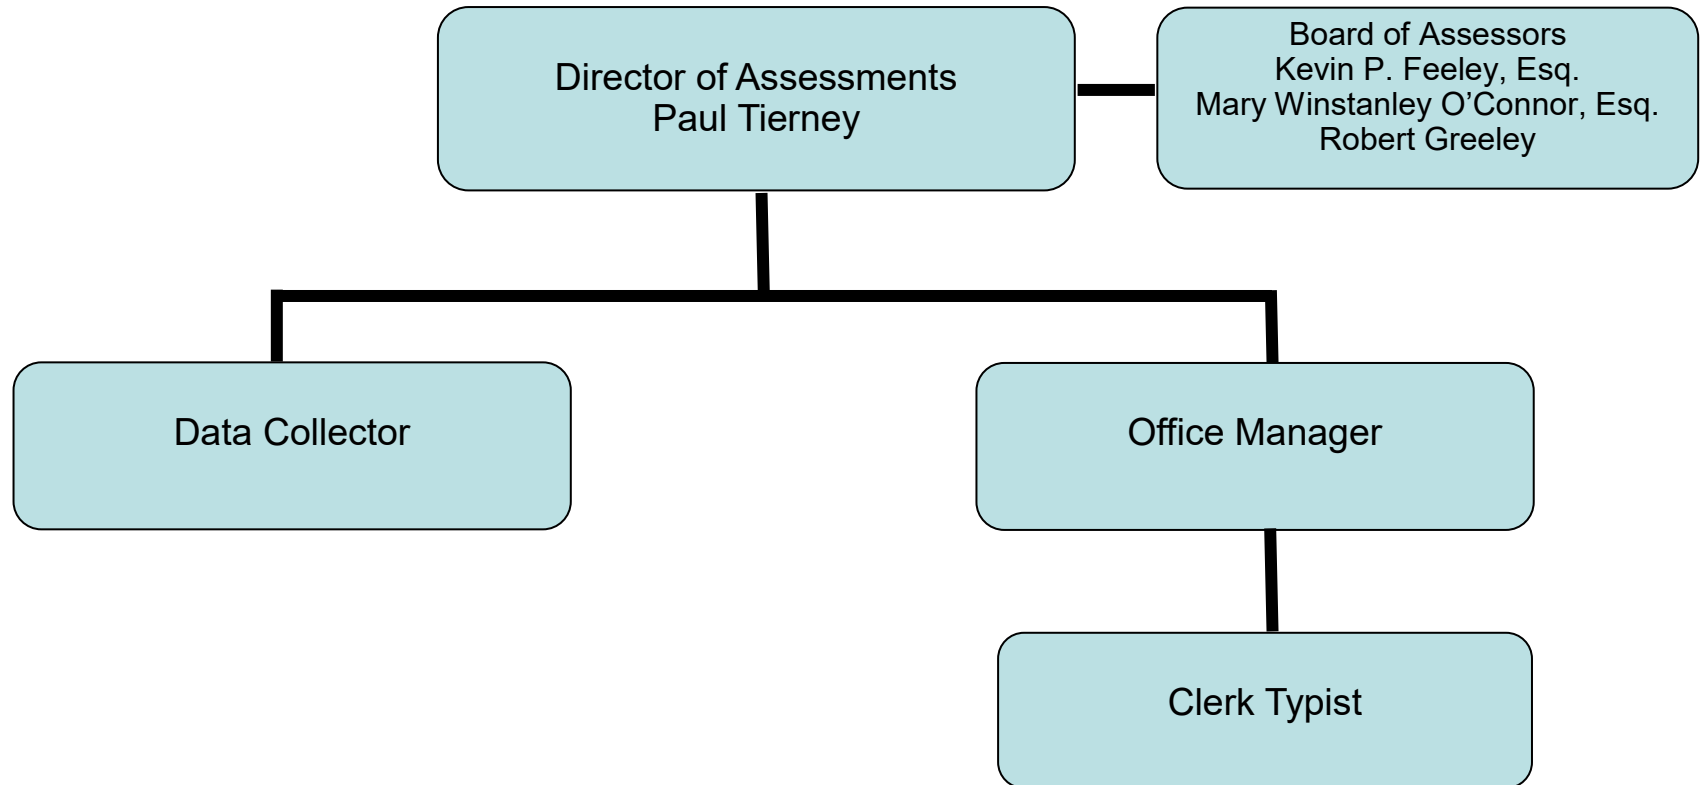 Director of Assessments
Paul Tierney
Board of Assessors
Kevin P. Feeley, Esq.
Mary Winstanley O’Connor, Esq.
Robert Greeley
Data Collector
Office Manager
Clerk Typist